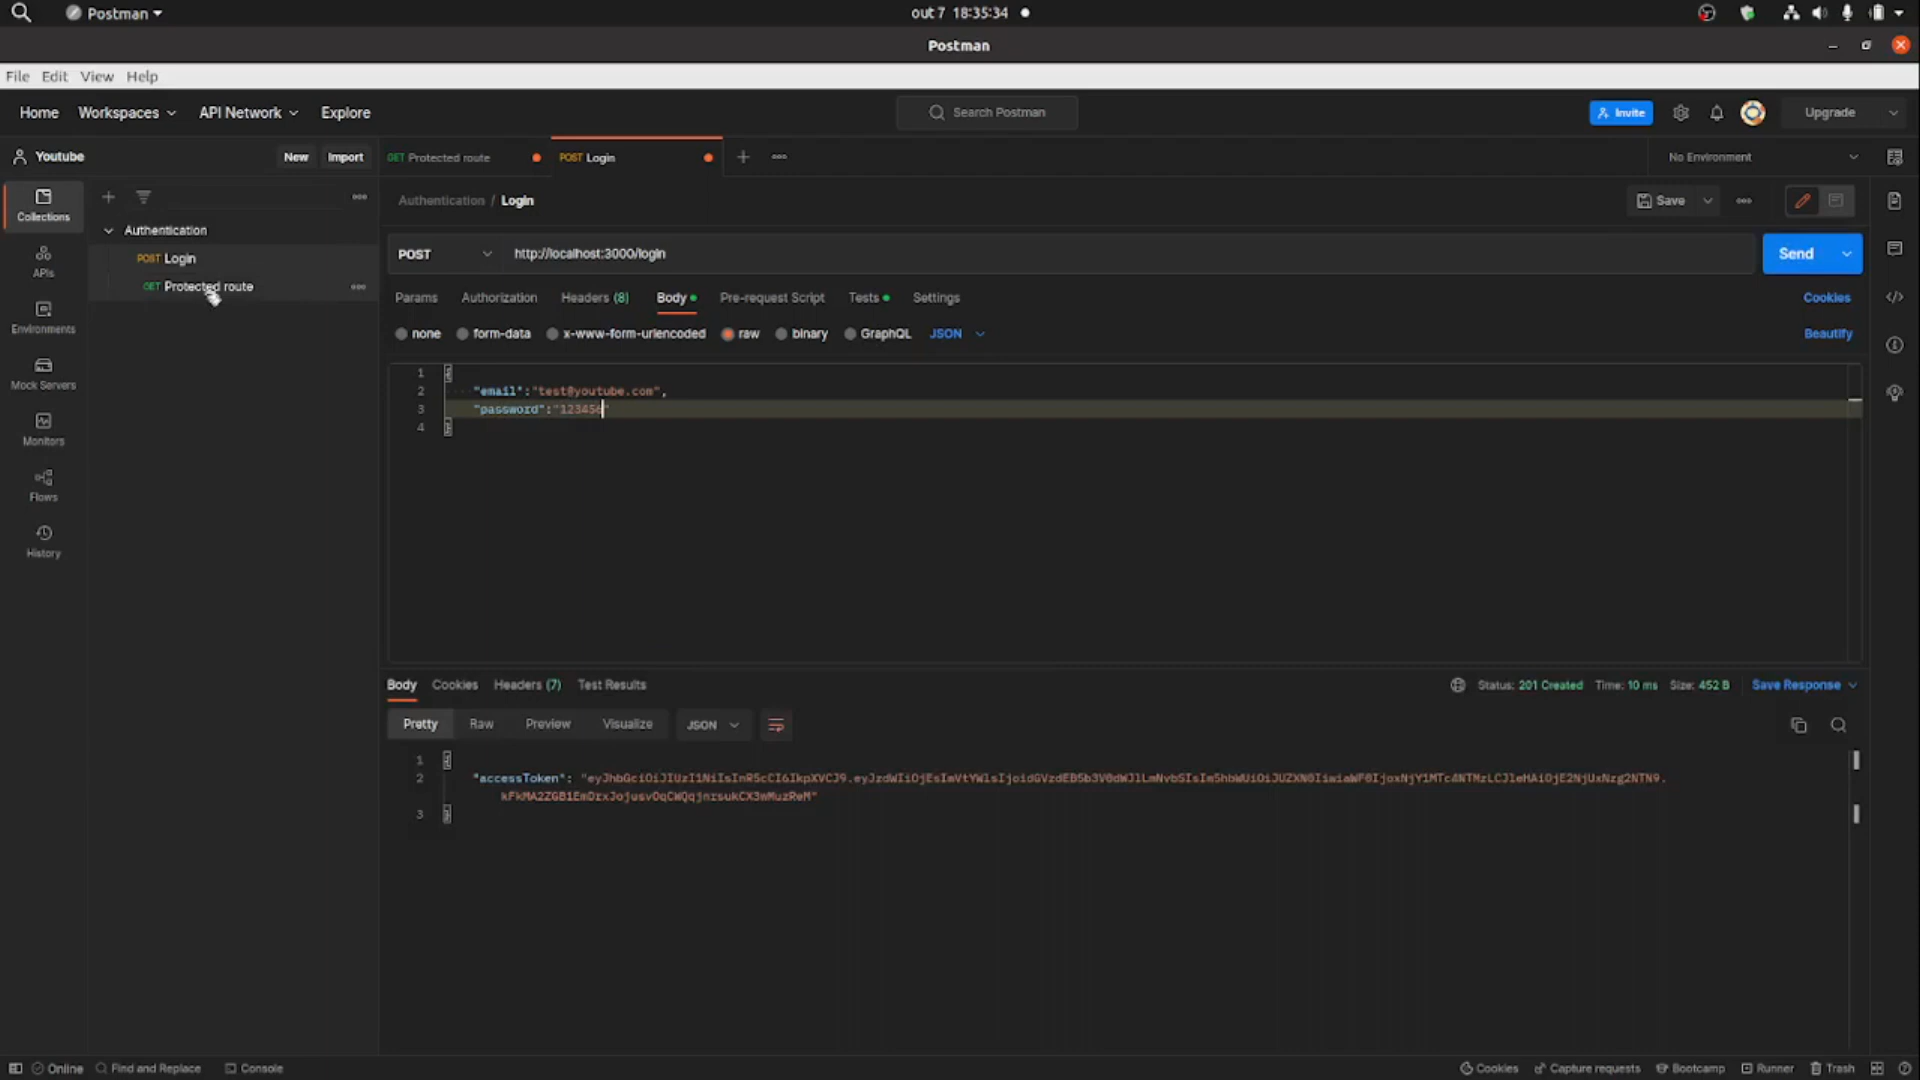 Postman
out 7 18:35:34
Postman
File Edit View Help
Home Workspaces API Network Explore
Search Postman
Invite
Upgrade
Youtube
New Import
GET Protected route
POST Login
No Environment
Collections
APIs
Environments
Mock Servers
Monitors
Flows
History
Authentication
POST Login
GET Protected route
Authentication / Login
Save
POST
http://localhost:3000/login
Send
Params Authorization Headers (8) Body Pre-request Script Tests Settings
Cookies
none form-data x-www-form-urlencoded raw binary GraphQL JSON
Beautify
1 {
2 "email":"test@youtube.com",
3 "password":"123456"
4 }
Body Cookies Headers (7) Test Results
Status: 201 Created Time: 10 ms Size: 452 B
Save Response
Pretty Raw Preview Visualize JSON
1 {
2 "accessToken":
3 }
Online Find and Replace Console
Cookies Capture requests Bootcamp Runner Trash